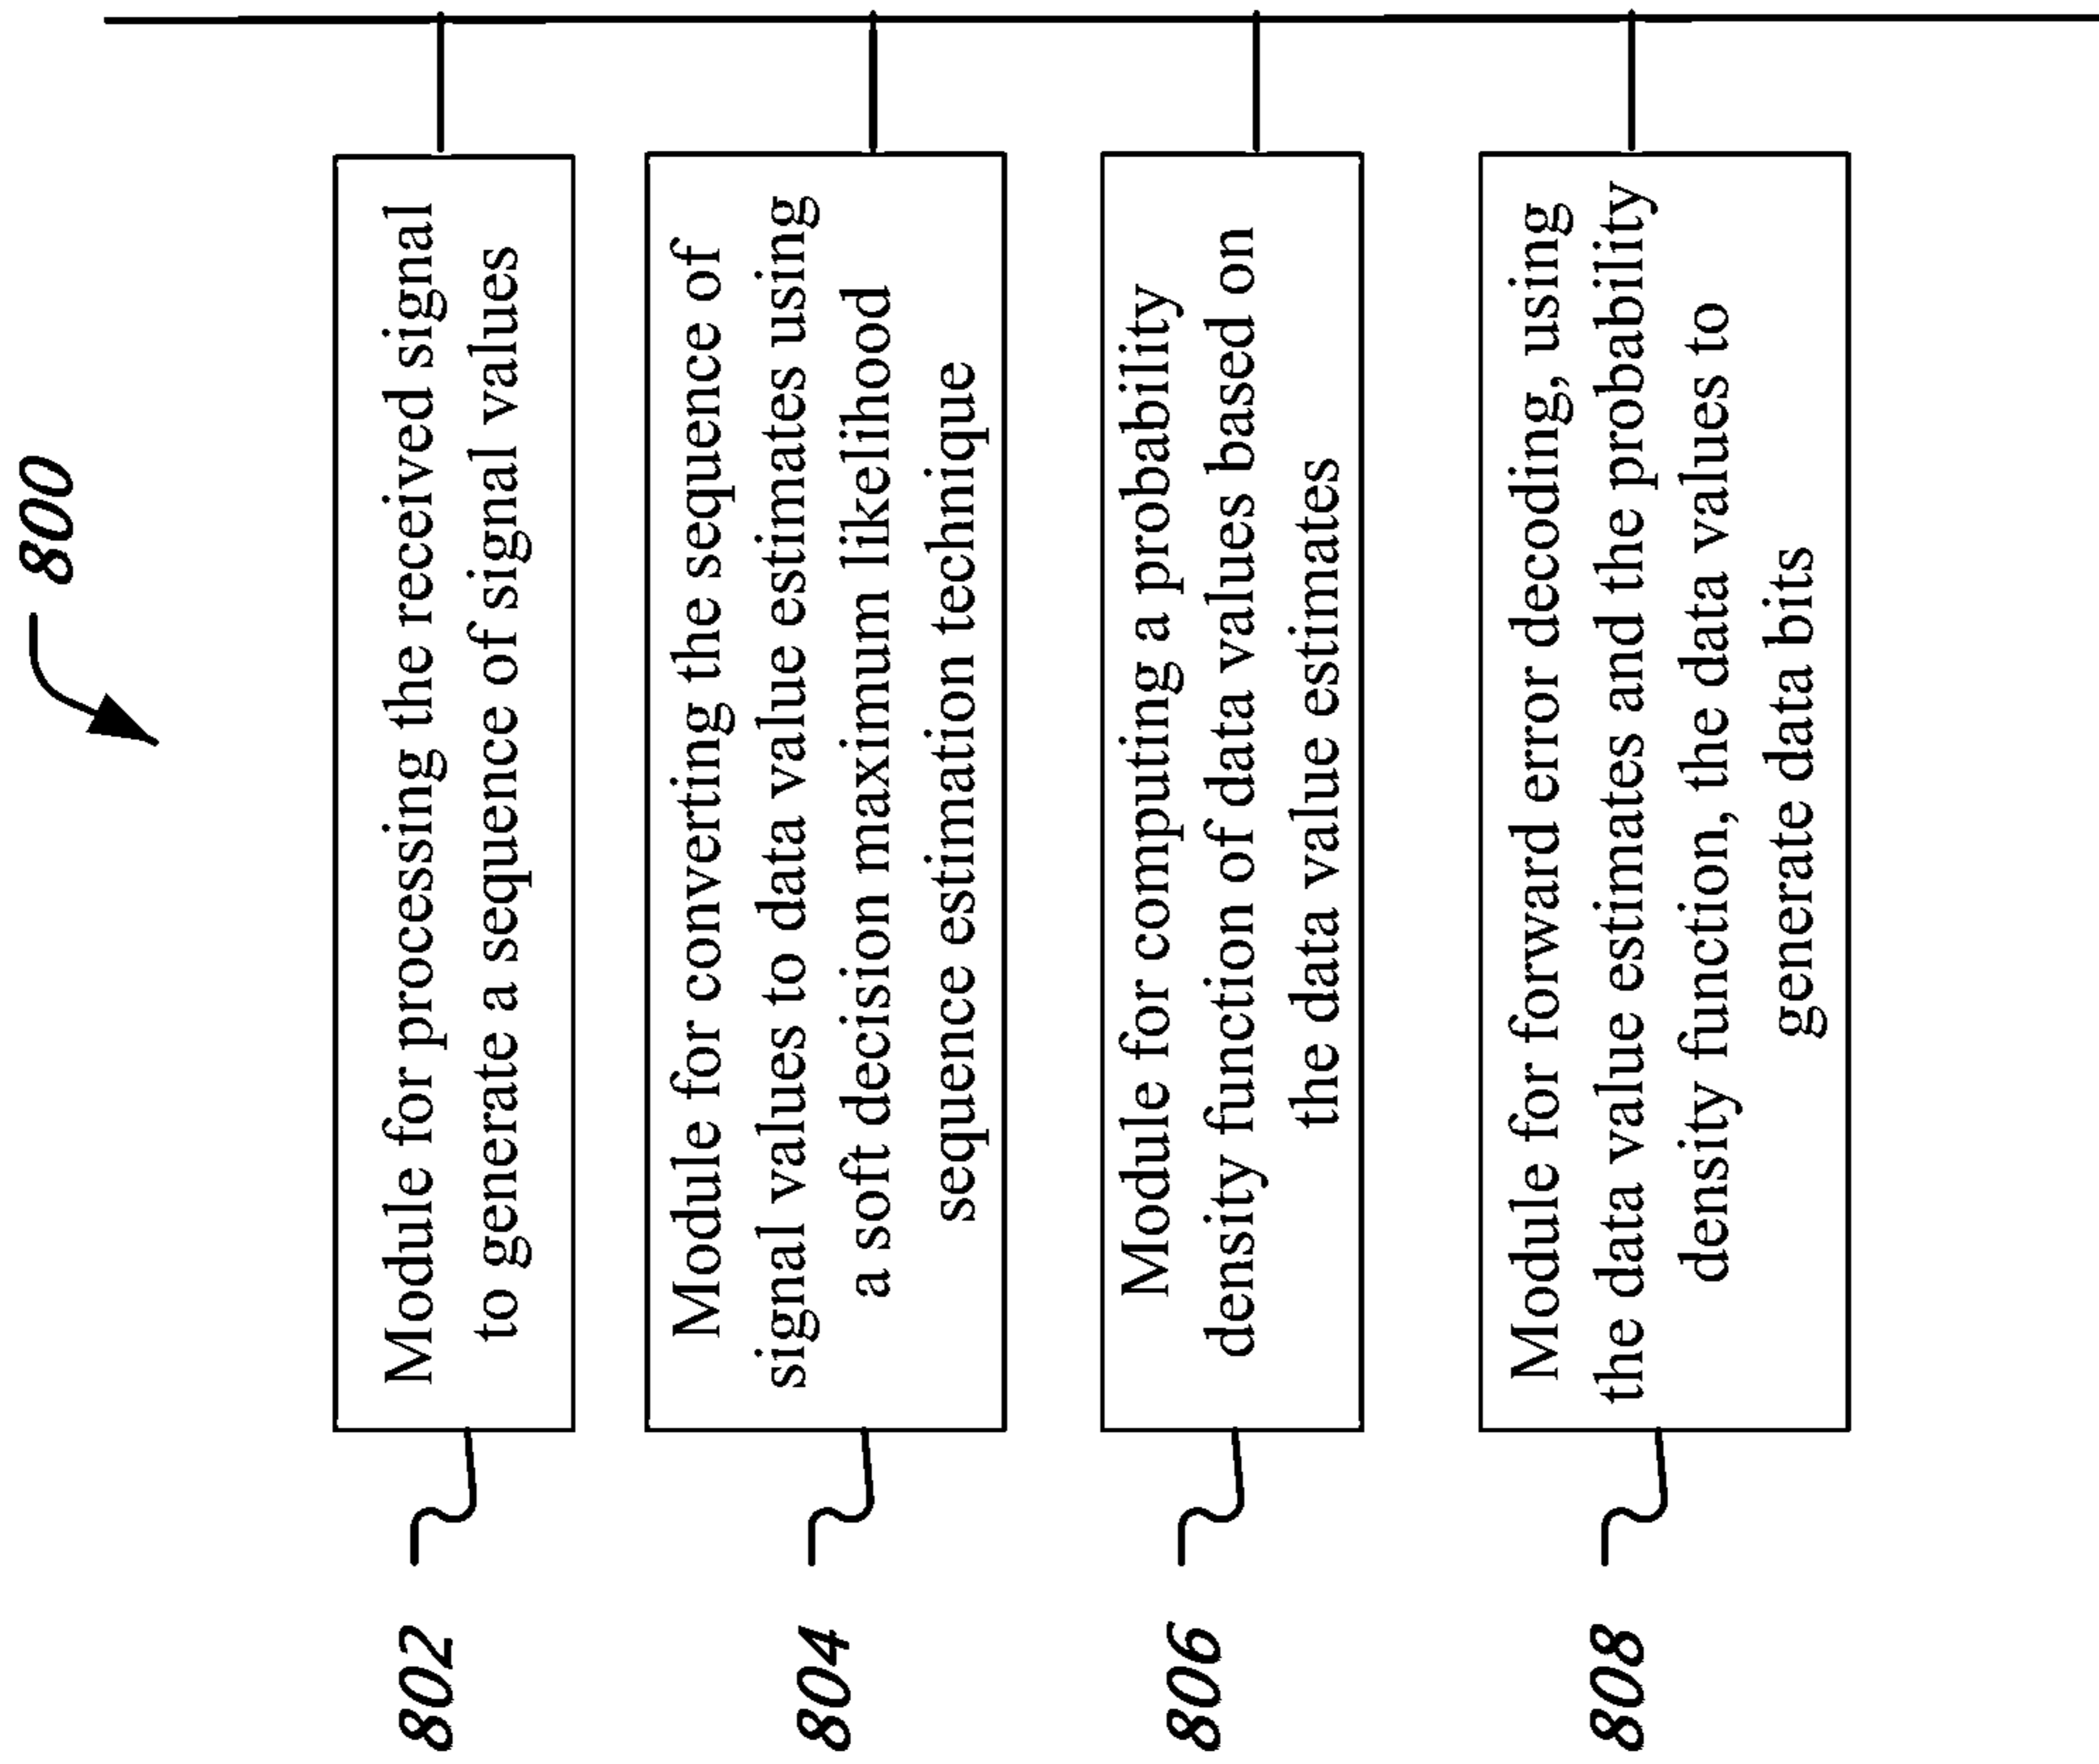 800
802
Module for processing the received signal
to generate a sequence of signal values
804
Module for converting the sequence of
signal values to data value estimates using
a soft decision maximum likelihood
sequence estimation technique
806
Module for computing a probability
density function of data values based on
the data value estimates
808
Module for forward error decoding, using
the data value estimates and the probability
density function, the data values to
generate data bits